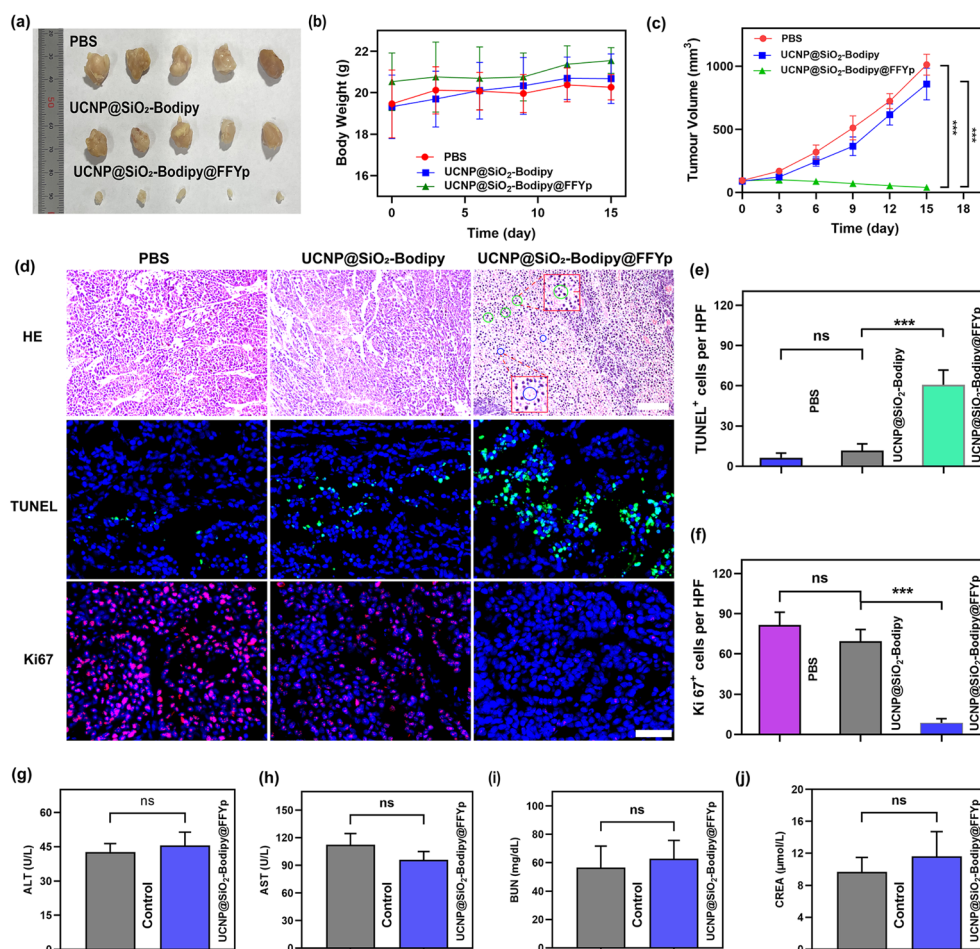 (a)
PBS
UCNP@SiO₂-Bodipy
UCNP@SiO₂-Bodipy@FFYp
(b)
Body Weight (g)
22
20
18
16
0
5
10
15
Time (day)
PBS
UCNP@SiO₂-Bodipy
UCNP@SiO₂-Bodipy@FFYp
(c)
Tumour Volume (mm³)
1000
500
0
0
3
6
9
12
15
18
Time (day)
PBS
UCNP@SiO₂-Bodipy
UCNP@SiO₂-Bodipy@FFYp
***
***
(d)
PBS
UCNP@SiO₂-Bodipy
UCNP@SiO₂-Bodipy@FFYp
HE
TUNEL
Ki67
(e)
TUNEL⁺ cells per HPF
120
90
60
30
0
ns
***
PBS
UCNP@SiO₂-Bodipy
UCNP@SiO₂-Bodipy@FFYp
(f)
Ki 67⁺ cells per HPF
120
90
60
30
0
ns
***
PBS
UCNP@SiO₂-Bodipy
UCNP@SiO₂-Bodipy@FFYp
(g)
ALT (U/L)
60
45
30
15
0
ns
Control
UCNP@SiO₂-Bodipy@FFYp
(h)
AST (U/L)
150
120
90
60
30
0
ns
Control
UCNP@SiO₂-Bodipy@FFYp
(i)
BUN (mg/dL)
100
80
60
40
20
0
ns
Control
UCNP@SiO₂-Bodipy@FFYp
(j)
CREA (μmol/L)
20
16
12
8
4
0
ns
Control
UCNP@SiO₂-Bodipy@FFYp